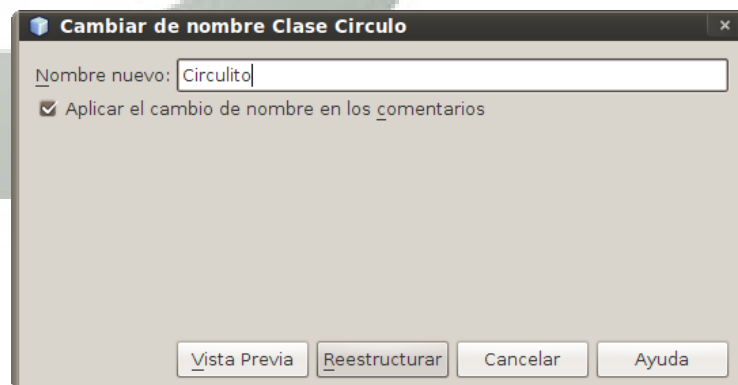 Cambiar de nombre Clase Circulo
Nombre nuevo: Circulito
Aplicar el cambio de nombre en los comentarios
Vista Previa Reestructurar Cancelar Ayuda